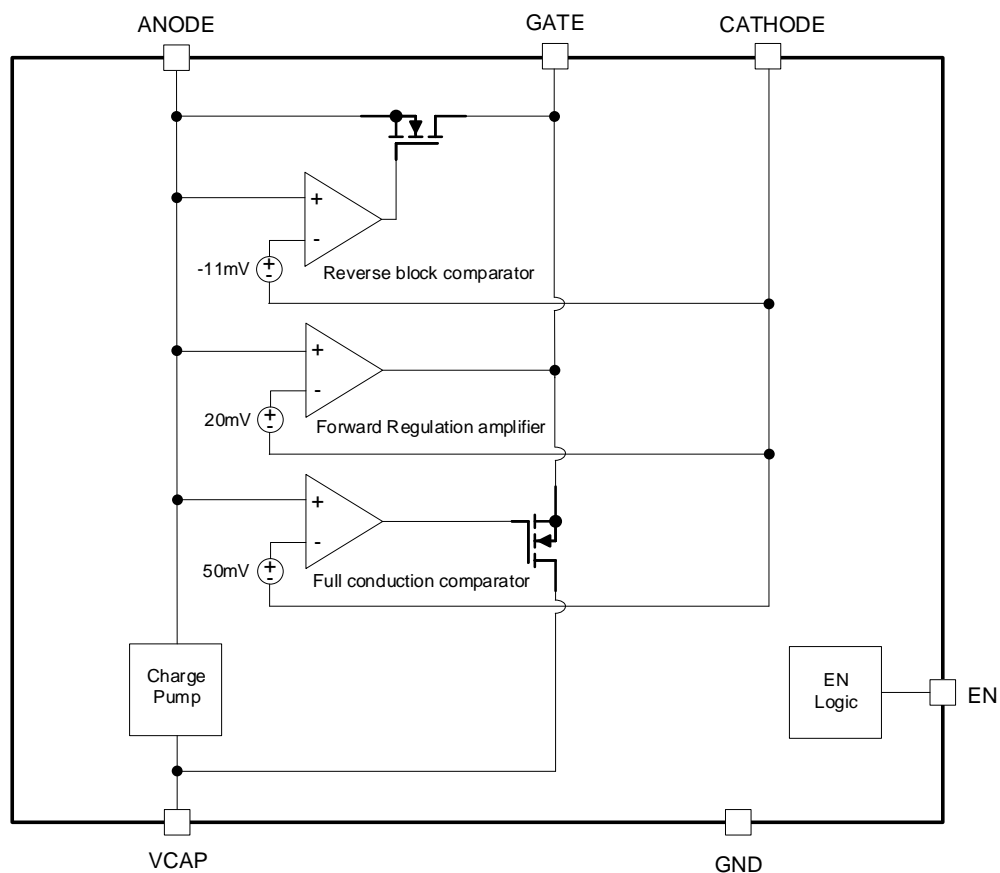 ANODE
GATE
CATHODE
+
-
+
-
-11mV
Reverse block comparator
+
-
+
-
20mV
Forward Regulation amplifier
+
-
+
-
50mV
Full conduction comparator
Charge
Pump
EN
Logic
EN
VCAP
GND